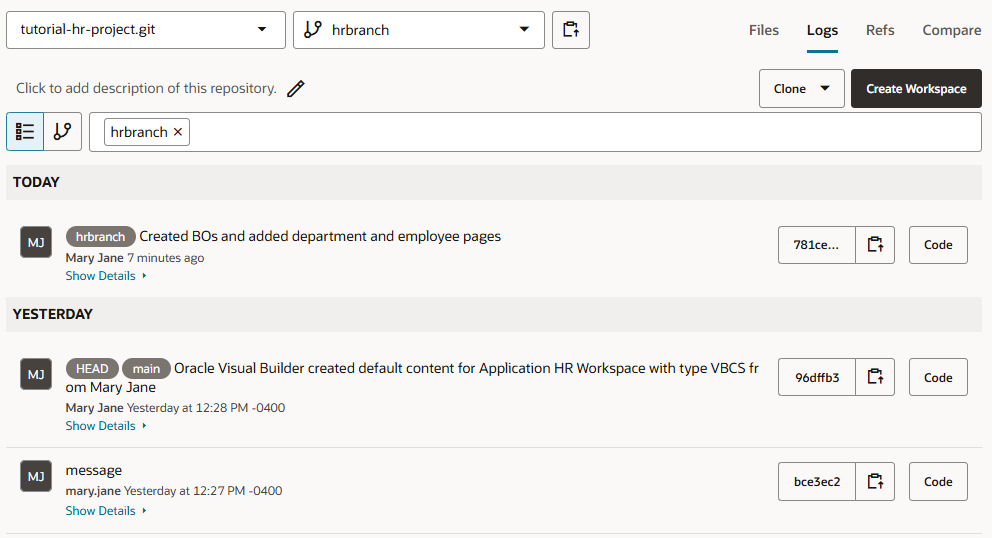 tutorial-hr-project.git hrbranch Files Logs Refs Compare
Click to add description of this repository. Clone Create Workspace
hrbranch ×
TODAY
MJ hrbranch Created BOs and added department and employee pages 781ce... Code
Mary Jane 7 minutes ago
Show Details
YESTERDAY
MJ HEAD main Oracle Visual Builder created default content for Application HR Workspace with type VBCS fr
om Mary Jane 96dffb3 Code
Mary Jane Yesterday at 12:28 PM -0400
Show Details
MJ message bce3ec2 Code
mary.jane Yesterday at 12:27 PM -0400
Show Details